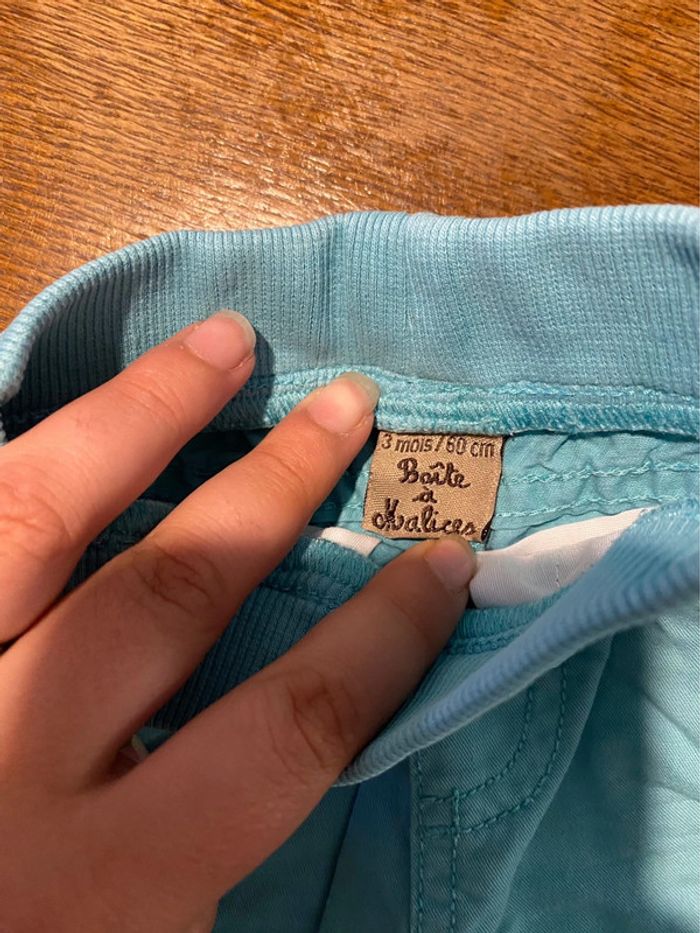 3 mois / 60 cm
Boîte
à
Malices